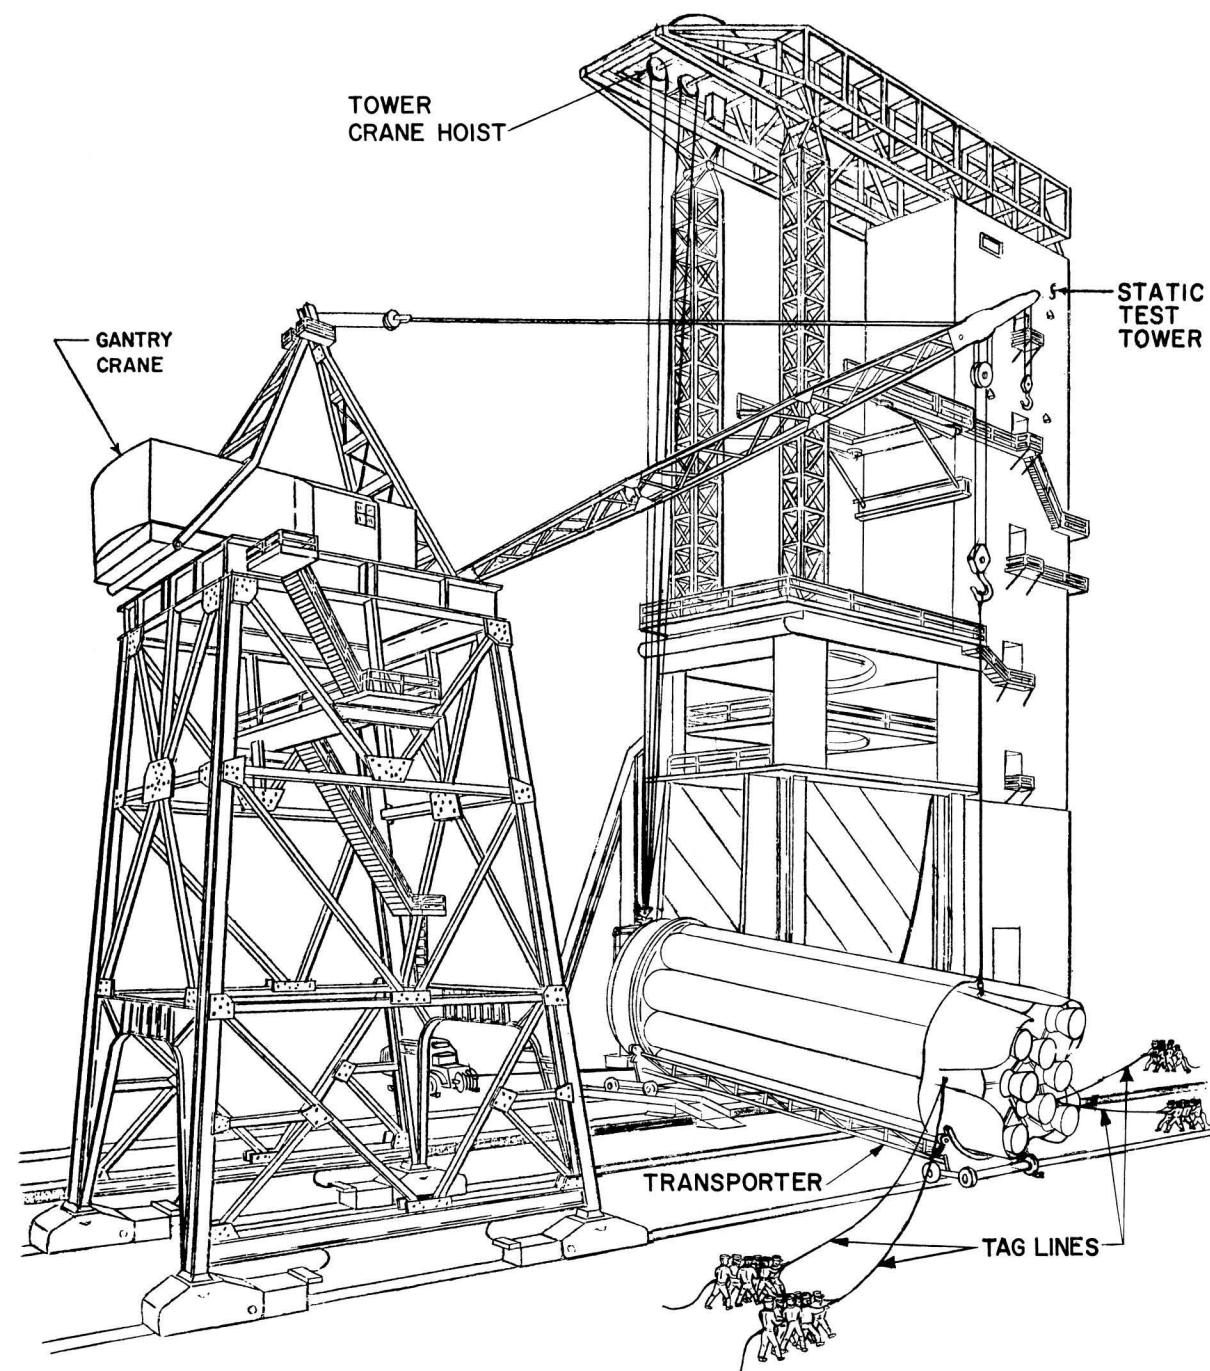 TOWER
CRANE HOIST
STATIC
TEST
TOWER
GANTRY
CRANE
TRANSPORTER
TAG LINES